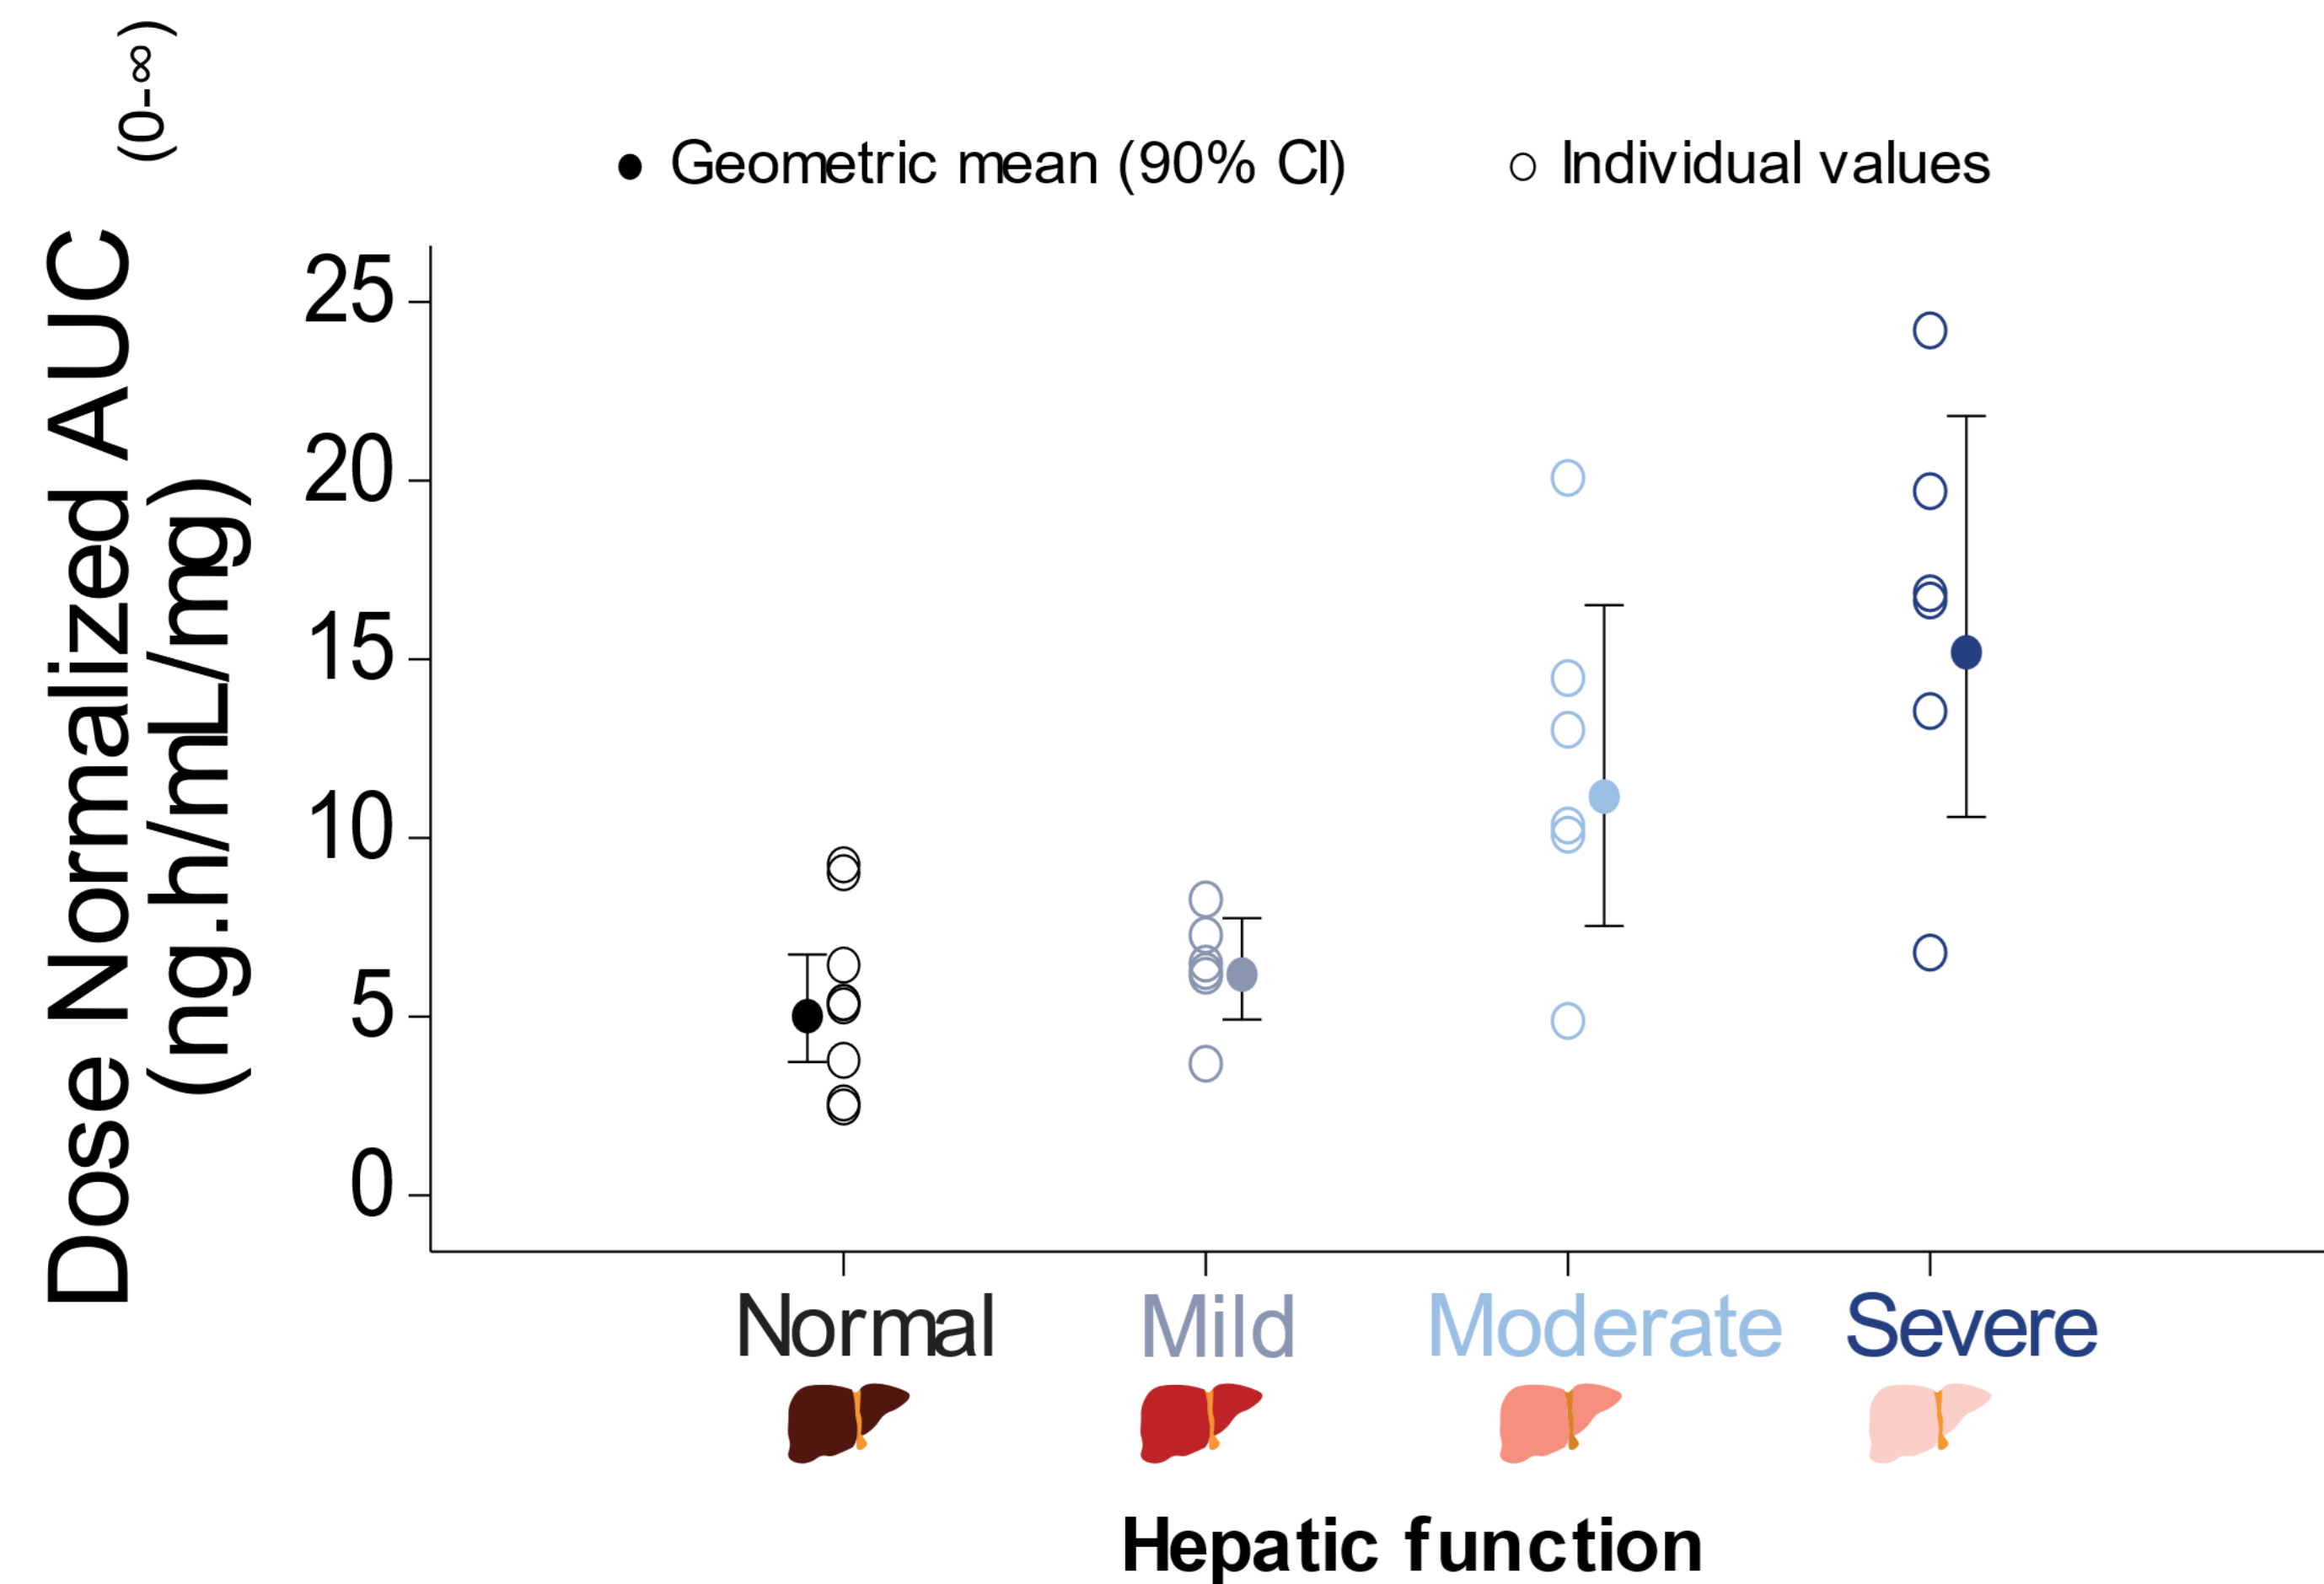 Dose Normalized AUC (0-∞)
(ng.h/mL/mg)
Geometric mean (90% CI)
Individual values
25
20
15
10
5
0
Normal
Mild
Moderate
Severe
Hepatic function